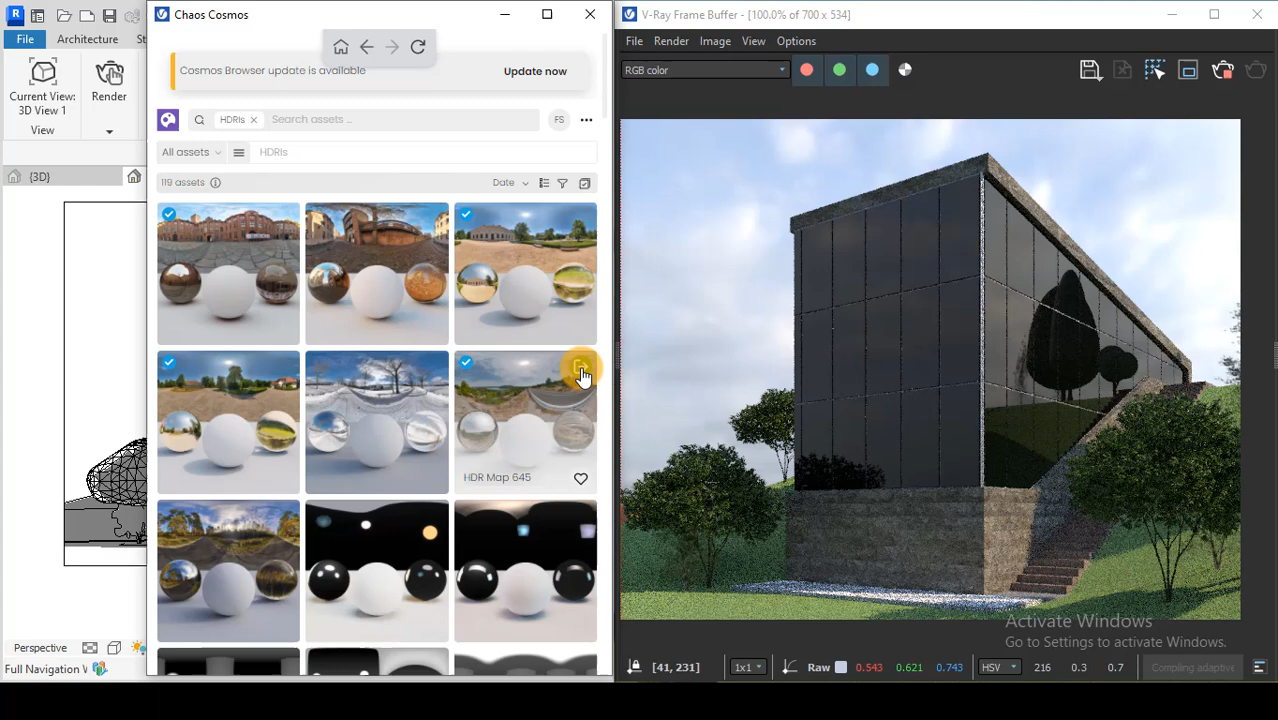 Chaos Cosmos
V-Ray Frame Buffer - [100.0% of 700 x 534]
File Architecture St
File Render Image View Options
Cosmos Browser update is available Update now
RGB color
Current View:
3D View 1
Render
View
HDRIs Search assets ... FS
All assets HDRIs
{3D}
119 assets Date
HDR Map 645
Activate Windows
Go to Settings to activate Windows.
Perspective
Full Navigation W
[41, 231] 1x1 Raw 0.543 0.621 0.743 HSV 216 0.3 0.7 Compiling adaptive